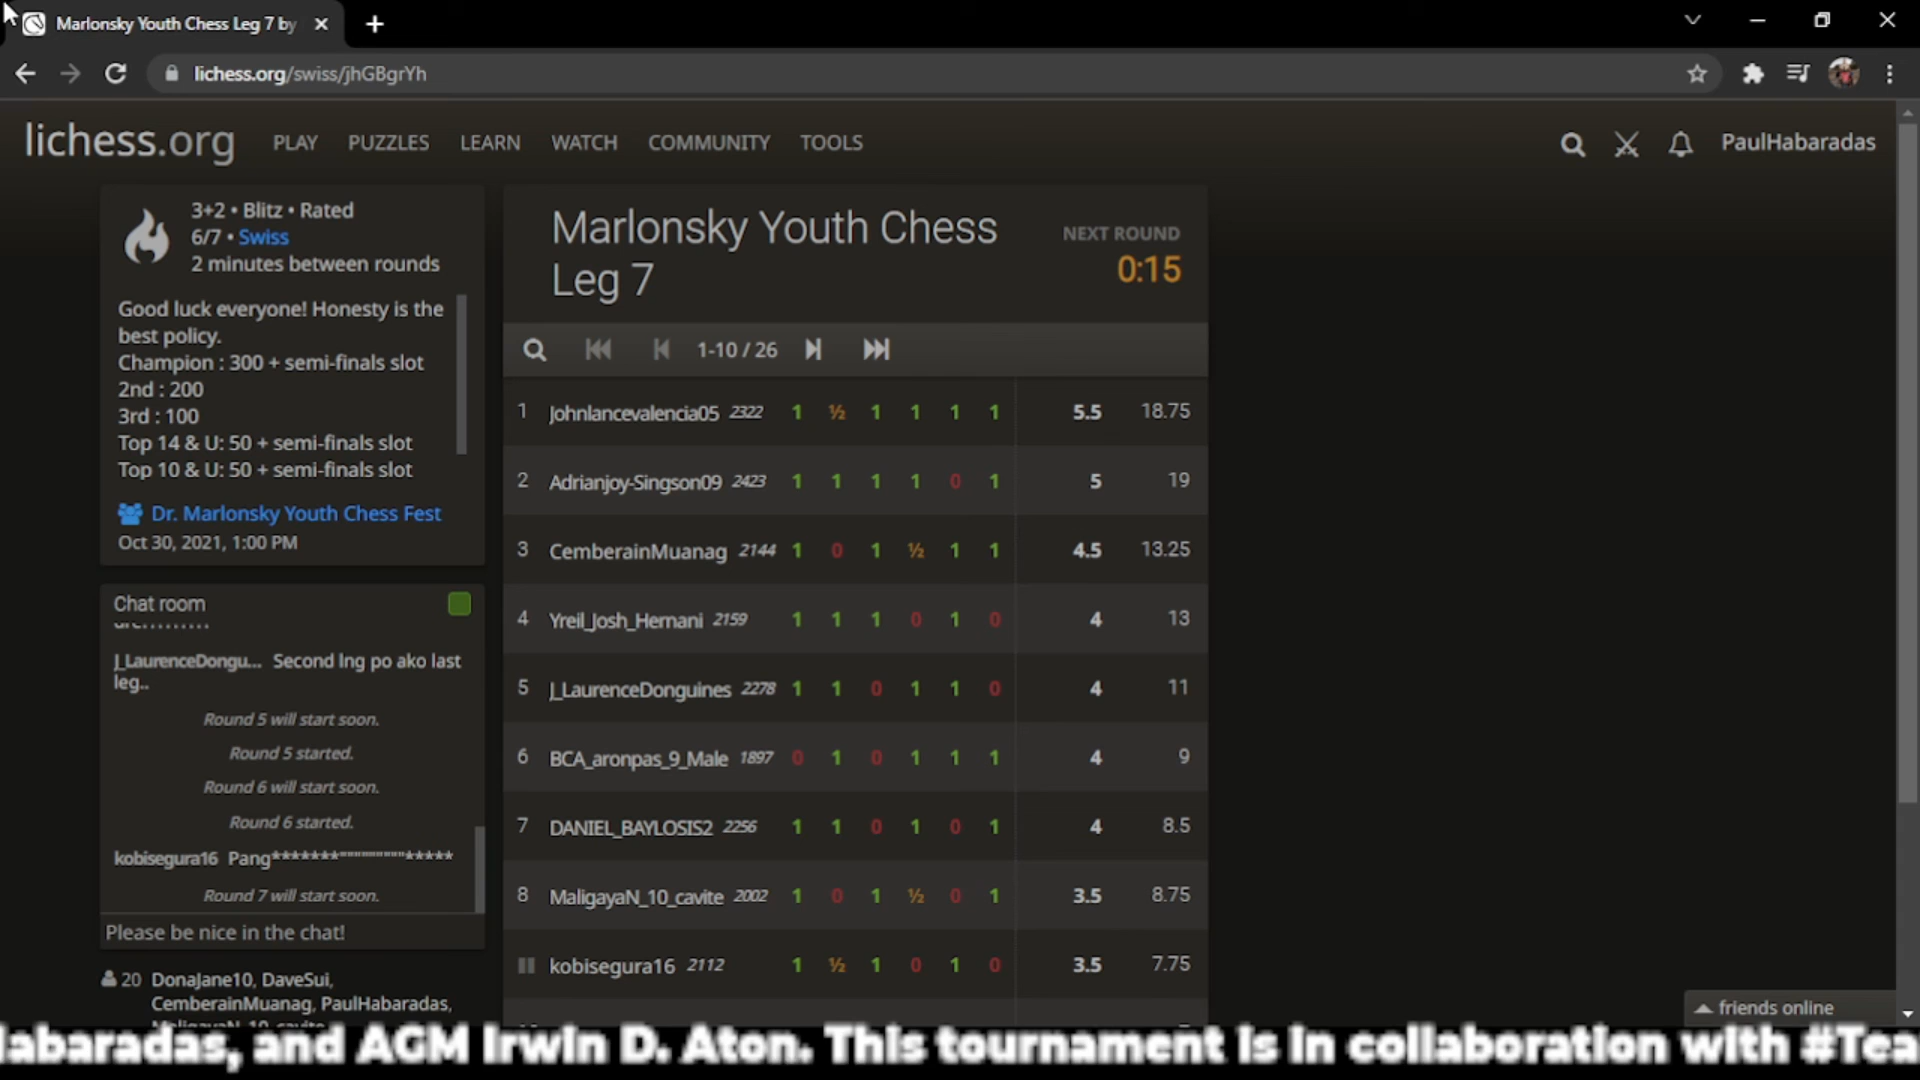 Marlonsky Youth Chess Leg 7 by
lichess.org/swiss/jhGBgrYh
lichess.org PLAY PUZZLES LEARN WATCH COMMUNITY TOOLS PaulHabaradas
3+2 • Blitz • Rated
6/7 • Swiss
2 minutes between rounds
Good luck everyone! Honesty is the
best policy.
Champion : 300 + semi-finals slot
2nd : 200
3rd : 100
Top 14 & U: 50 + semi-finals slot
Top 10 & U: 50 + semi-finals slot
Dr. Marlonsky Youth Chess Fest
Oct 30, 2021, 1:00 PM
Chat room
J_LaurenceDongu... Second lng po ako last
leg..
Round 5 will start soon.
Round 5 started.
Round 6 will start soon.
Round 6 started.
kobisegura16 Pang*******"""""""""*****
Round 7 will start soon.
Please be nice in the chat!
20 DonaJane10, DaveSui,
CemberainMuanag, PaulHabaradas,
Marlonsky Youth Chess
Leg 7
NEXT ROUND
0:15
1-10 / 26
1 Johnlancevalencia05 2322 1 ½ 1 1 1 1 5.5 18.75
2 Adrianjoy-Singson09 2423 1 1 1 1 0 1 5 19
3 CemberainMuanag 2144 1 0 1 ½ 1 1 4.5 13.25
4 Yreil_Josh_Hernani 2159 1 1 1 0 1 0 4 13
5 J_LaurenceDonguines 2278 1 1 0 1 1 0 4 11
6 BCA_aronpas_9_Male 1897 0 1 0 1 1 1 4 9
7 DANIEL_BAYLOSIS2 2256 1 1 0 1 0 1 4 8.5
8 MaligayaN_10_cavite 2002 1 0 1 ½ 0 1 3.5 8.75
kobisegura16 2112 1 ½ 1 0 1 0 3.5 7.75
friends online
abaradas, and AGM Irwin D. Aton. This tournament is in collaboration with #Tea